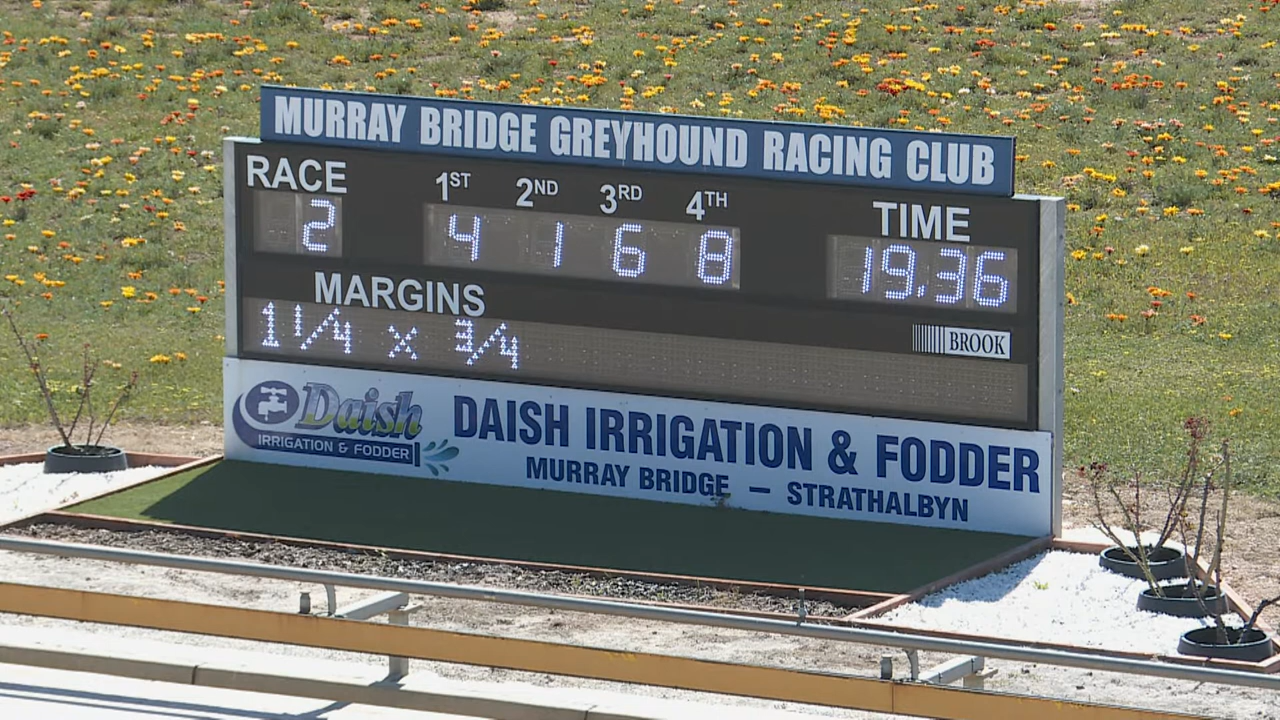 MURRAY BRIDGE GREYHOUND RACING CLUB
RACE 1ST 2ND 3RD 4TH TIME
2 4 1 6 8 19.36
MARGINS
1 1/4 x 3/4
BROOK
Daish
IRRIGATION & FODDER
DAISH IRRIGATION & FODDER
MURRAY BRIDGE – STRATHALBYN